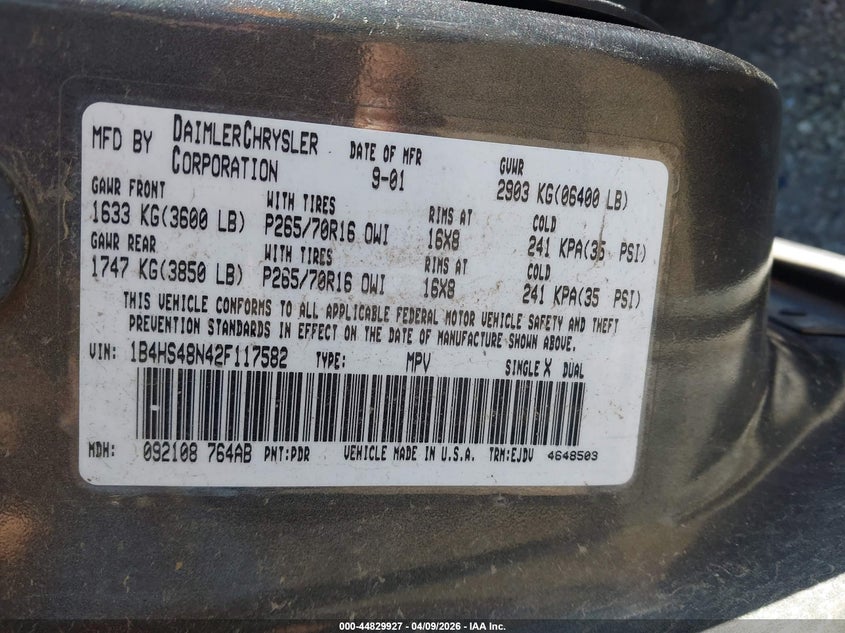 MFD BY DAIMLERCHRYSLER CORPORATION DATE OF MFR 9-01 GVWR 2903 KG(06400 LB)
GAWR FRONT WITH TIRES RIMS AT COLD
1633 KG(3600 LB) P265/70R16 OWI 16X8 241 KPA(35 PSI)
GAWR REAR WITH TIRES RIMS AT COLD
1747 KG(3850 LB) P265/70R16 OWI 16X8 241 KPA(35 PSI)
THIS VEHICLE CONFORMS TO ALL APPLICABLE FEDERAL MOTOR VEHICLE SAFETY AND THEFT
PREVENTION STANDARDS IN EFFECT ON THE DATE OF MANUFACTURE SHOWN ABOVE.
VIN: 1B4HS48N42F117582 TYPE: MPV SINGLE X DUAL
MDH: 092108 764AB PNT:PDR VEHICLE MADE IN U.S.A. TRM:EJDV 4648503
000-44829927 - 04/09/2026 - IAA Inc.